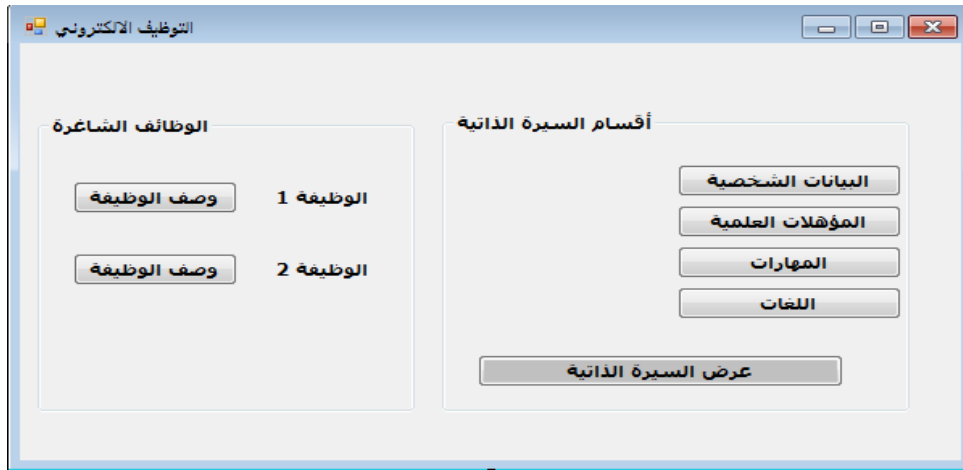 التوظيف الالكتروني
أقسام السيرة الذاتية
البيانات الشخصية
المؤهلات العلمية
المهارات
اللغات
عرض السيرة الذاتية
الوظائف الشاغرة
الوظيفة 1 وصف الوظيفة
الوظيفة 2 وصف الوظيفة